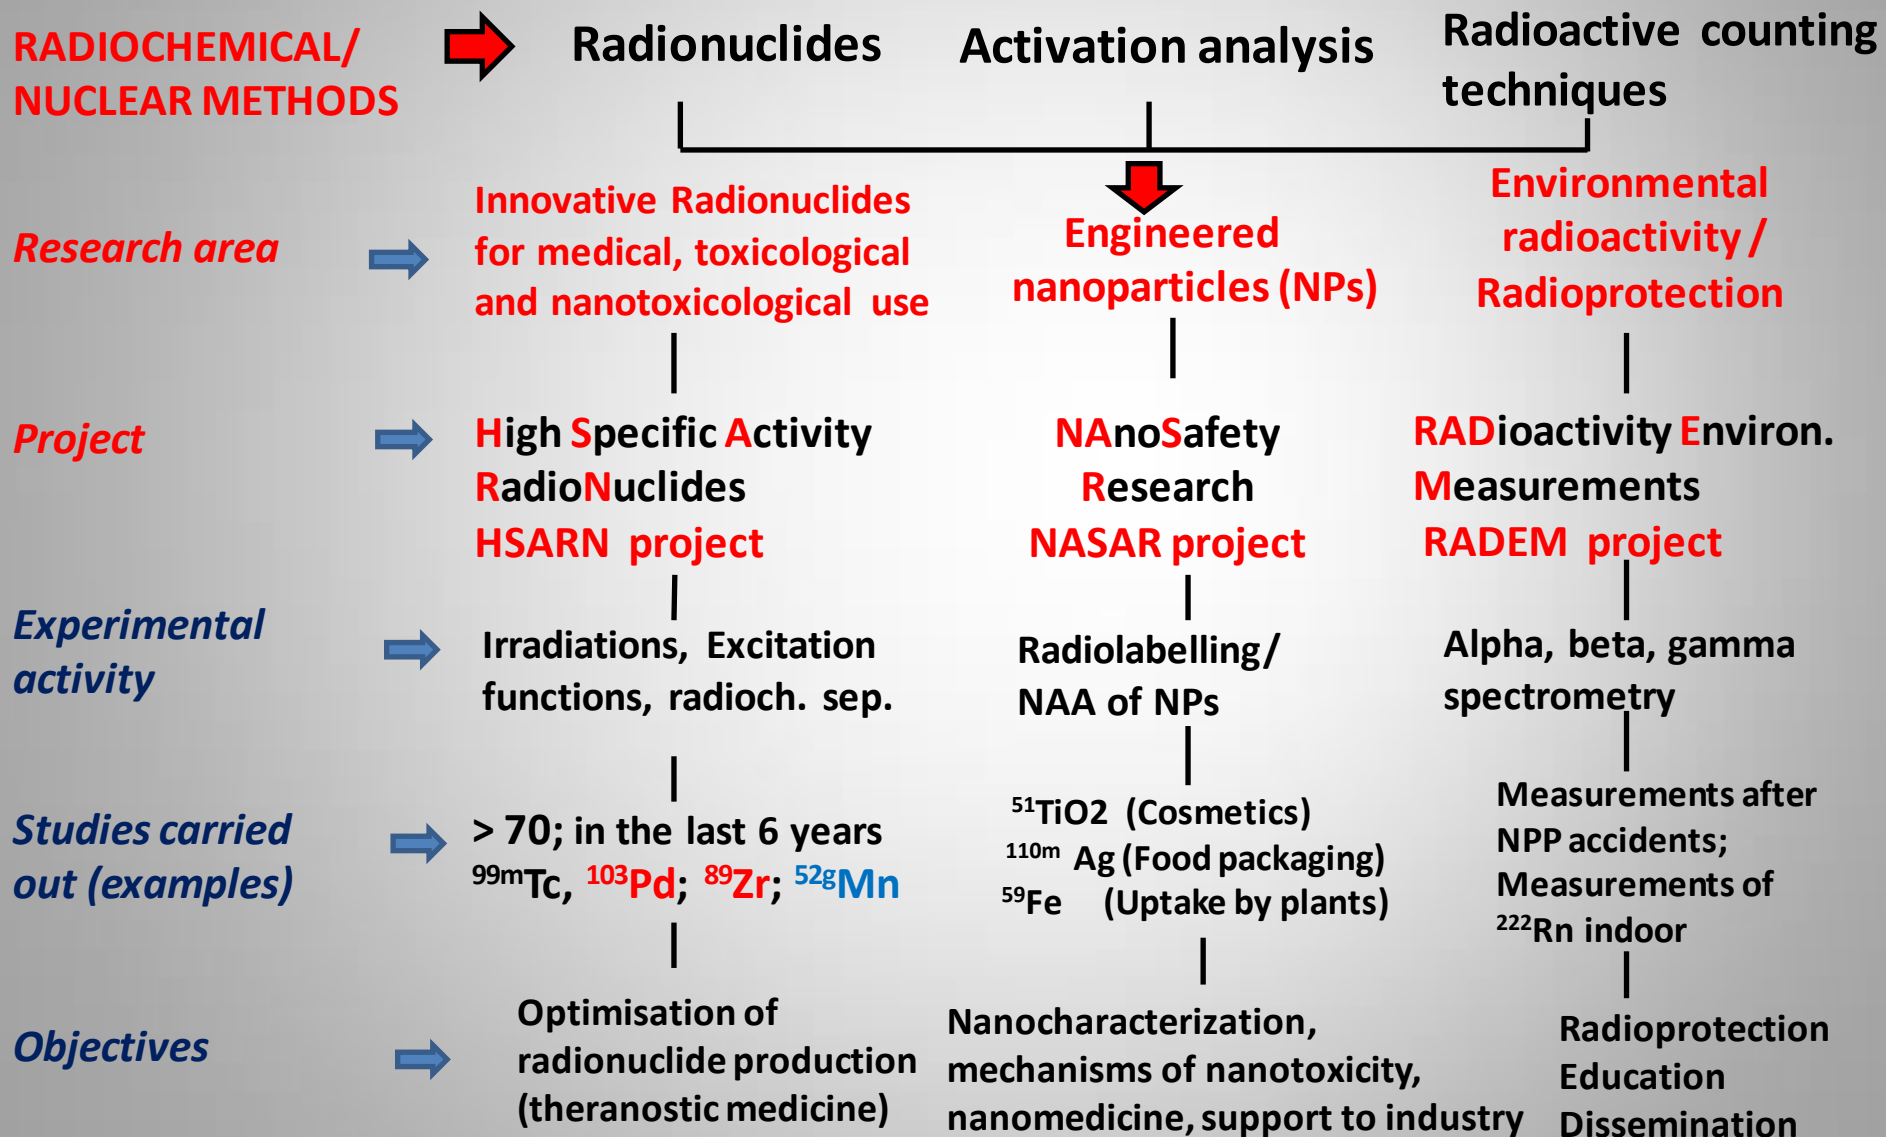 RADIOCHEMICAL/
NUCLEAR METHODS
Radionuclides
Activation analysis
Radioactive counting
techniques
Research area
Innovative Radionuclides
for medical, toxicological
and nanotoxicological use
Engineered
nanoparticles (NPs)
Environmental
radioactivity /
Radioprotection
Project
High Specific Activity
RadioNuclides
HSARN project
NAnoSafety
Research
NASAR project
RADioactivity Environ.
Measurements
RADEM project
Experimental
activity
Irradiations, Excitation
functions, radioch. sep.
Radiolabelling/
NAA of NPs
Alpha, beta, gamma
spectrometry
Studies carried
out (examples)
> 70; in the last 6 years
⁹⁹ᵐTc, ¹⁰³Pd; ⁸⁹Zr; ⁵²ᵍMn
⁵¹TiO2 (Cosmetics)
¹¹⁰ᵐ Ag (Food packaging)
⁵⁹Fe (Uptake by plants)
Measurements after
NPP accidents;
Measurements of
²²²Rn indoor
Objectives
Optimisation of
radionuclide production
(theranostic medicine)
Nanocharacterization,
mechanisms of nanotoxicity,
nanomedicine, support to industry
Radioprotection
Education
Dissemination